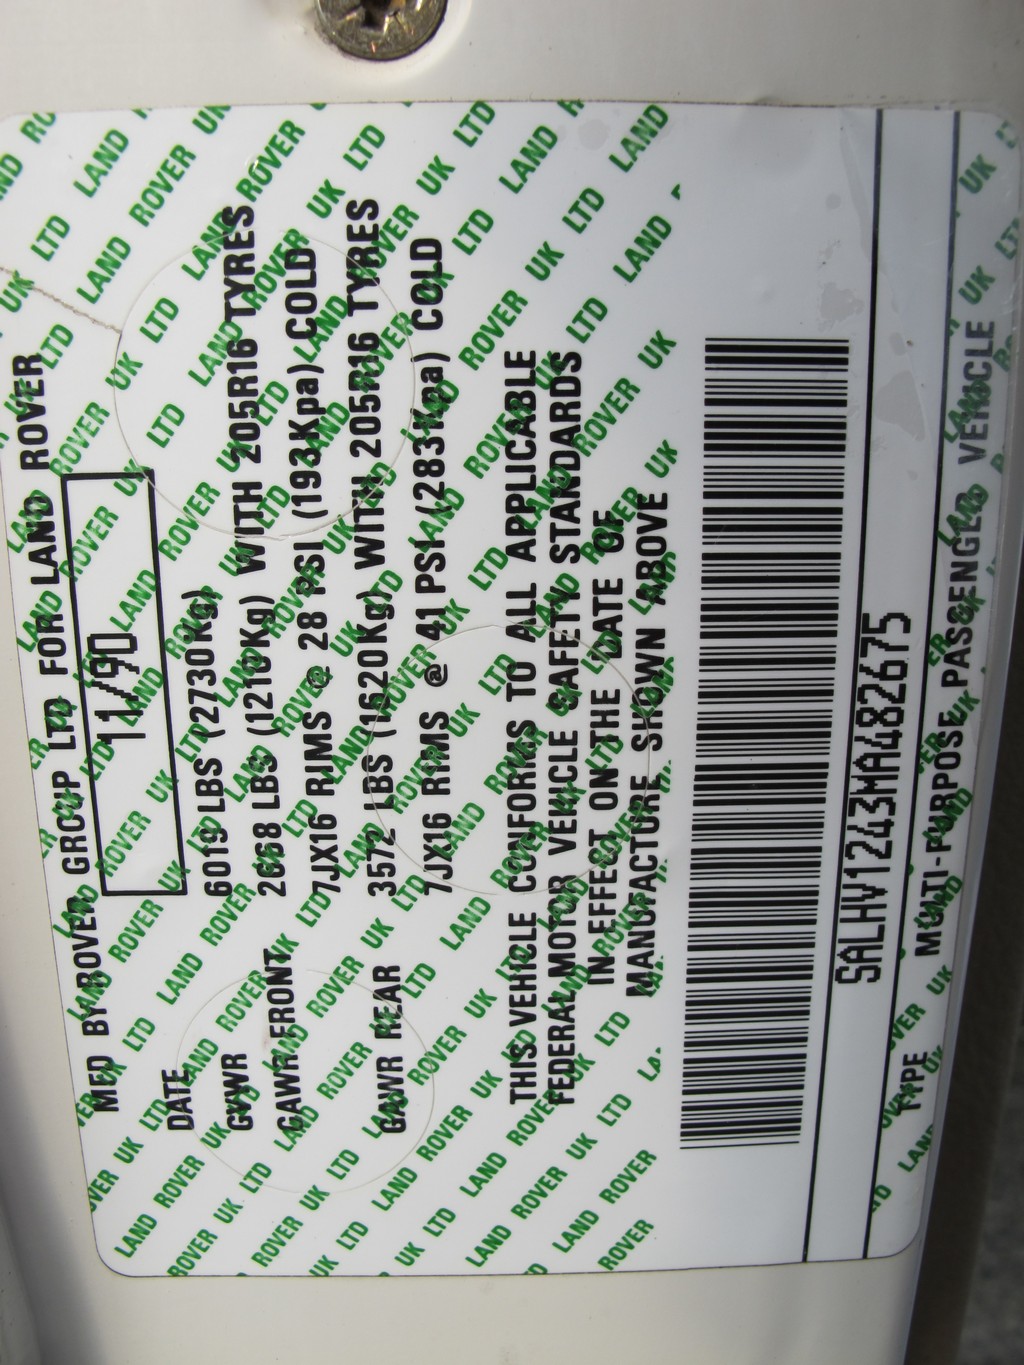 MFD BY ROVER GROUP LTD FOR LAND ROVER
DATE 11/90
GVWR 6019 LBS (2730Kg)
GAWR FRONT 2668 LBS (1210Kg) WITH 205R16 TYRES
7JX16 RIMS @ 28 PSI (193Kpa) COLD
GAWR REAR 3572 LBS (1620Kg) WITH 205R16 TYRES
7JX16 RIMS @ 41 PSI (283Kpa) COLD
THIS VEHICLE CONFORMS TO ALL APPLICABLE
FEDERAL MOTOR VEHICLE SAFETY STANDARDS
IN EFFECT ON THE DATE OF
MANUFACTURE SHOWN ABOVE
SALHV1243MA482675
TYPE MULTI-PURPOSE PASSENGER VEHICLE
LAND ROVER UK LTD